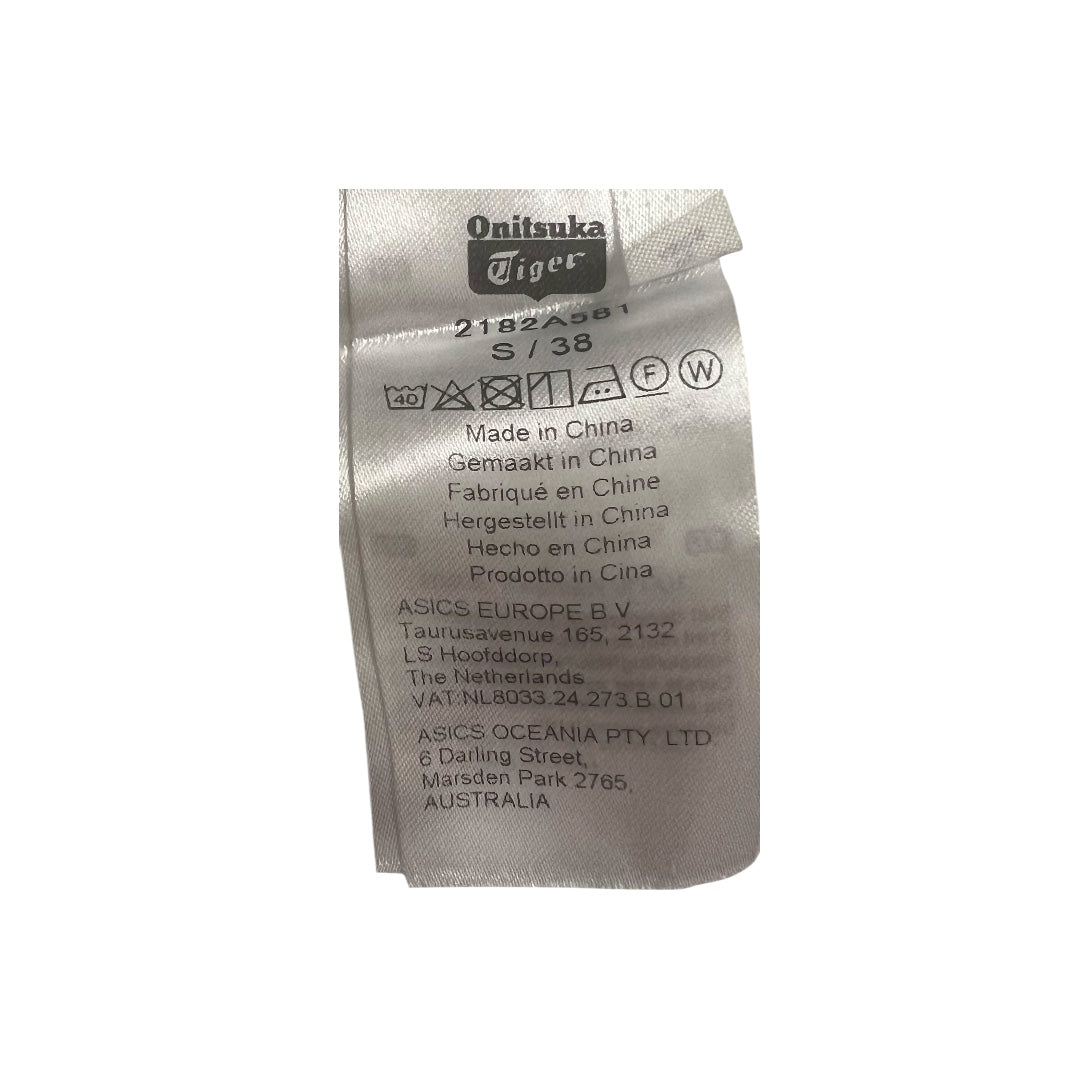 Onitsuka
Tiger
2182A581
S / 38
40 F W
Made in China
Gemaakt in China
Fabriqué en Chine
Hergestellt in China
Hecho en China
Prodotto in Cina
ASICS EUROPE B.V.
Taurusavenue 165, 2132
LS Hoofddorp,
The Netherlands
VAT:NL8033.24.273.B.01
ASICS OCEANIA PTY. LTD.
6 Darling Street,
Marsden Park 2765,
AUSTRALIA